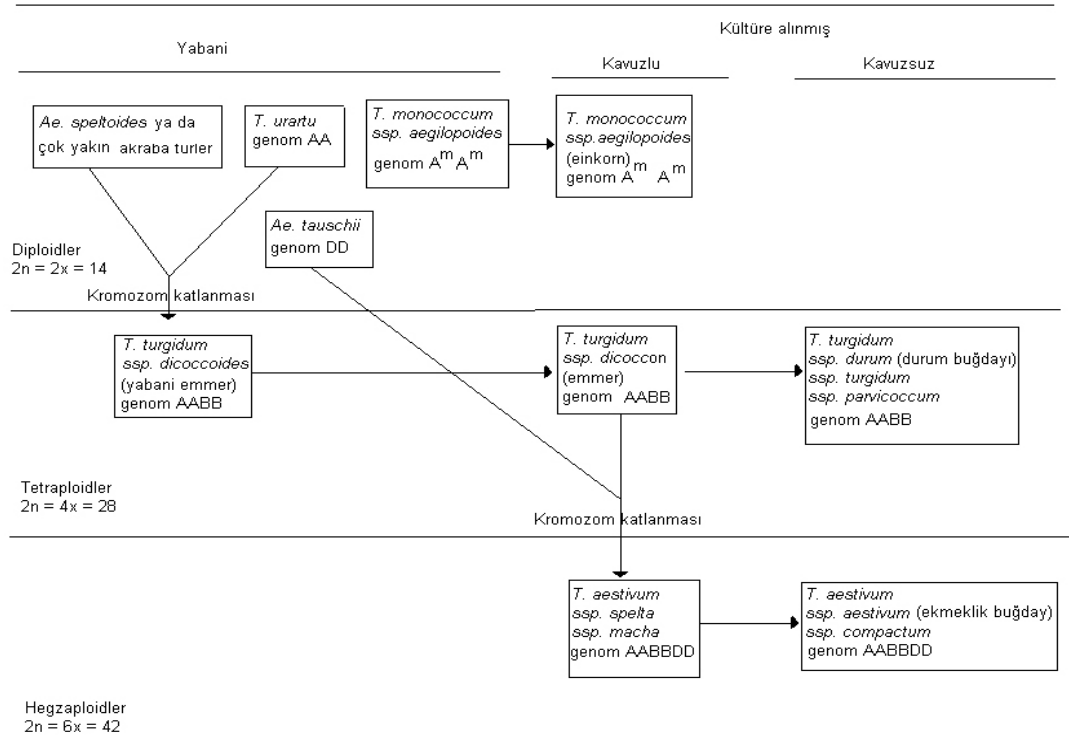 Yabani
Kültüre alınmış
Kavuzlu
Kavuzsuz
Ae. speltoides ya da
çok yakın akraba turler
T. urartu
genom AA
T. monococcum
ssp. aegilopoides
genom A^m A^m
T. monococcum
ssp.aegilopoides
(einkorn)
genom A^m A^m
Ae. tauschii
genom DD
Diploidler
2n = 2x = 14
Kromozom katlanması
T. turgidum
ssp. dicoccoides
(yabani emmer)
genom AABB
T. turgidum
ssp. dicoccon
(emmer)
genom AABB
T. turgidum
ssp. durum (durum buğdayı)
ssp. turgidum
ssp. parvicoccum
genom AABB
Tetraploidler
2n = 4x = 28
Kromozom katlanması
T. aestivum
ssp. spelta
ssp. macha
genom AABBDD
T. aestivum
ssp. aestivum (ekmeklik buğday)
ssp. compactum
genom AABBDD
Hegzaploidler
2n = 6x = 42